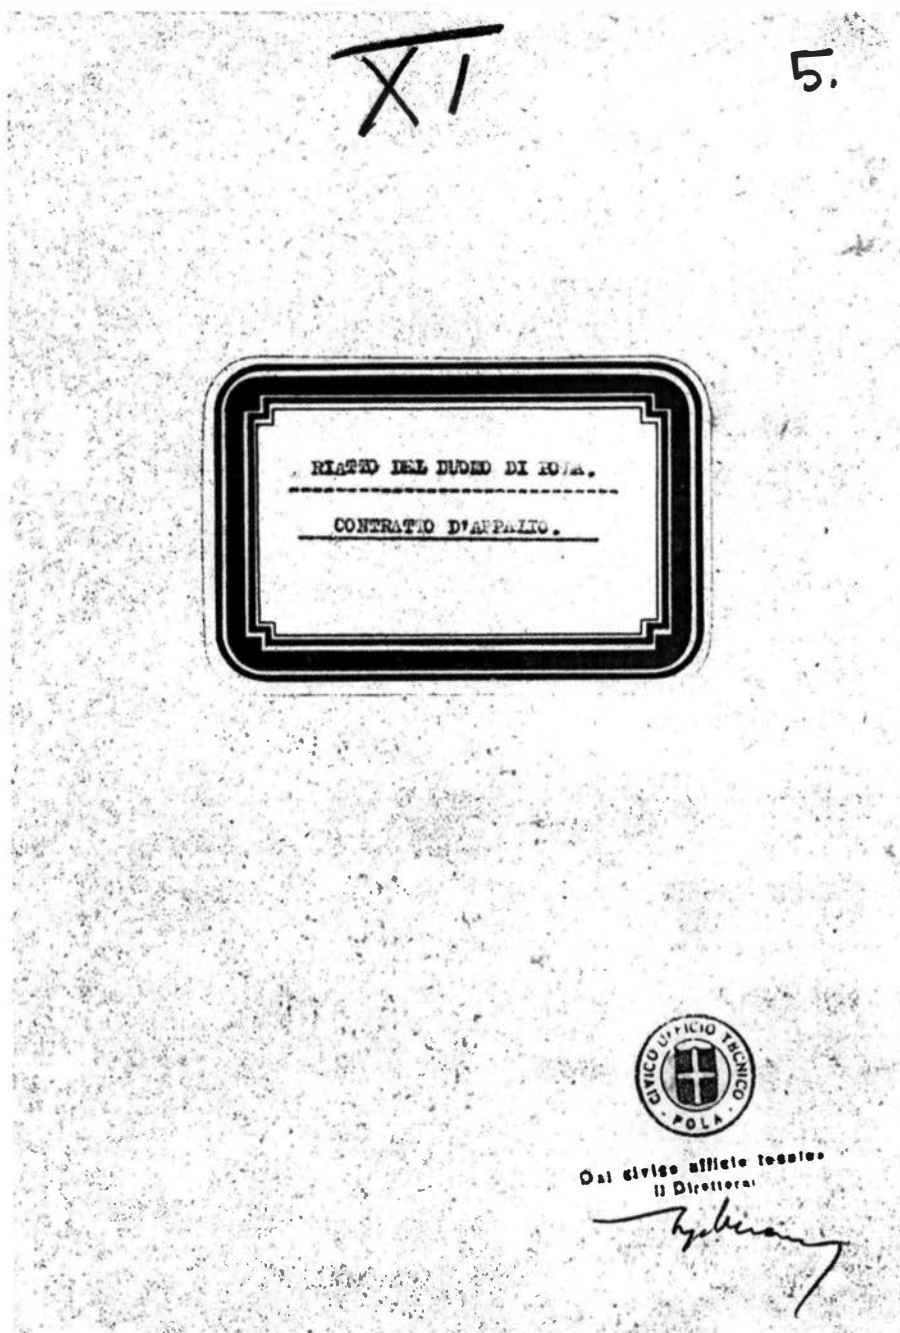 XI
5.
RIATTO DEL DUOMO DI POLA.
CONTRATTO D'APPALTO.
CIVICO UFFICIO TECNICO
- POLA -
Dal civico ufficio tecnico
Il Direttore: